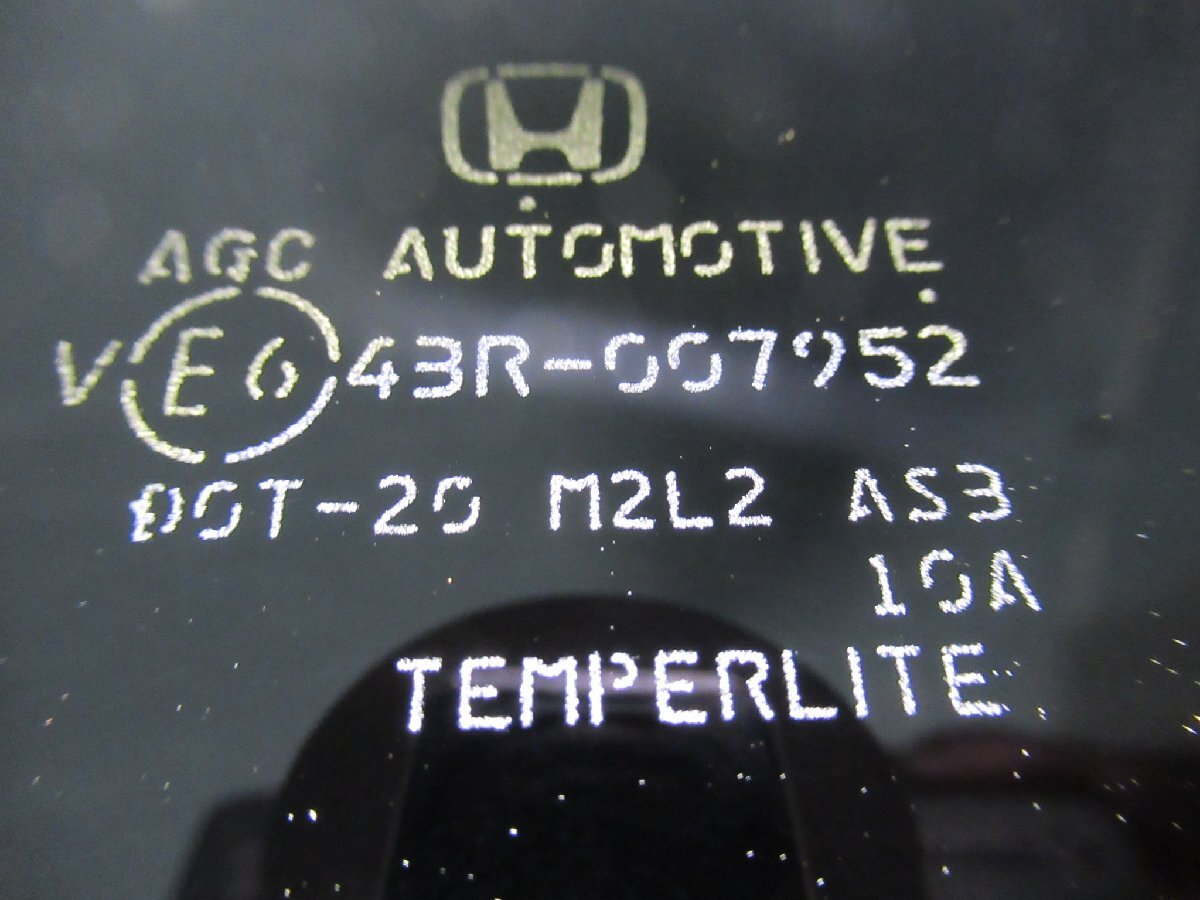 AGC AUTOMOTIVE
V E6 43R-007952
DOT-20 M2L2 AS3
10A
TEMPERLITE